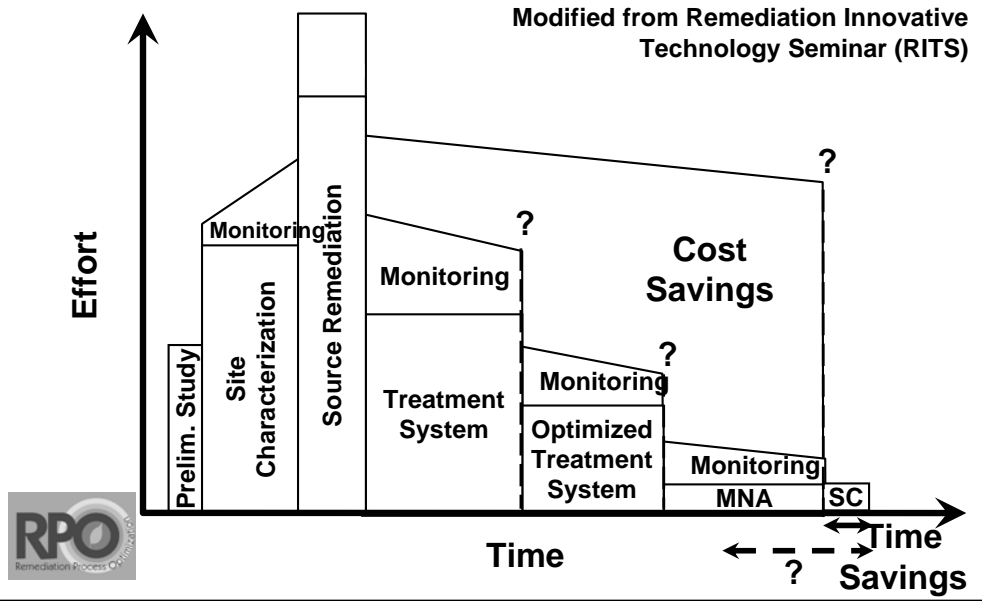 Modified from Remediation Innovative
Technology Seminar (RITS)
Effort
Prelim. Study
Monitoring
Site
Characterization
Source Remediation
Monitoring
Treatment
System
?
Monitoring
Optimized
Treatment
System
?
Cost
Savings
?
Monitoring
MNA
SC
Time
Time
Savings
?
RPO
Remediation Process Optimization